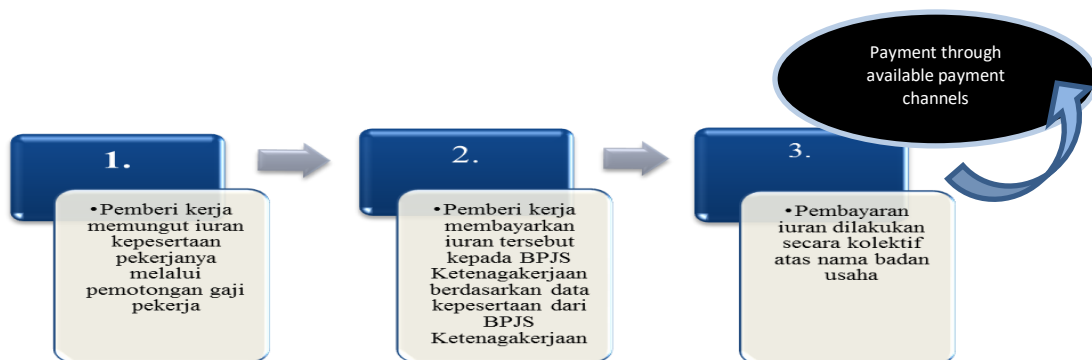 Payment through
available payment
channels
1.
•Pemberi kerja
memungut iuran
kepesertaan
pekerjanya
melalui
pemotongan gaji
pekerja
2.
•Pemberi kerja
membayarkan
iuran tersebut
kepada BPJS
Ketenagakerjaan
berdasarkan data
kepesertaan dari
BPJS
Ketenagakerjaan
3.
•Pembayaran
iuran dilakukan
secara kolektif
atas nama badan
usaha